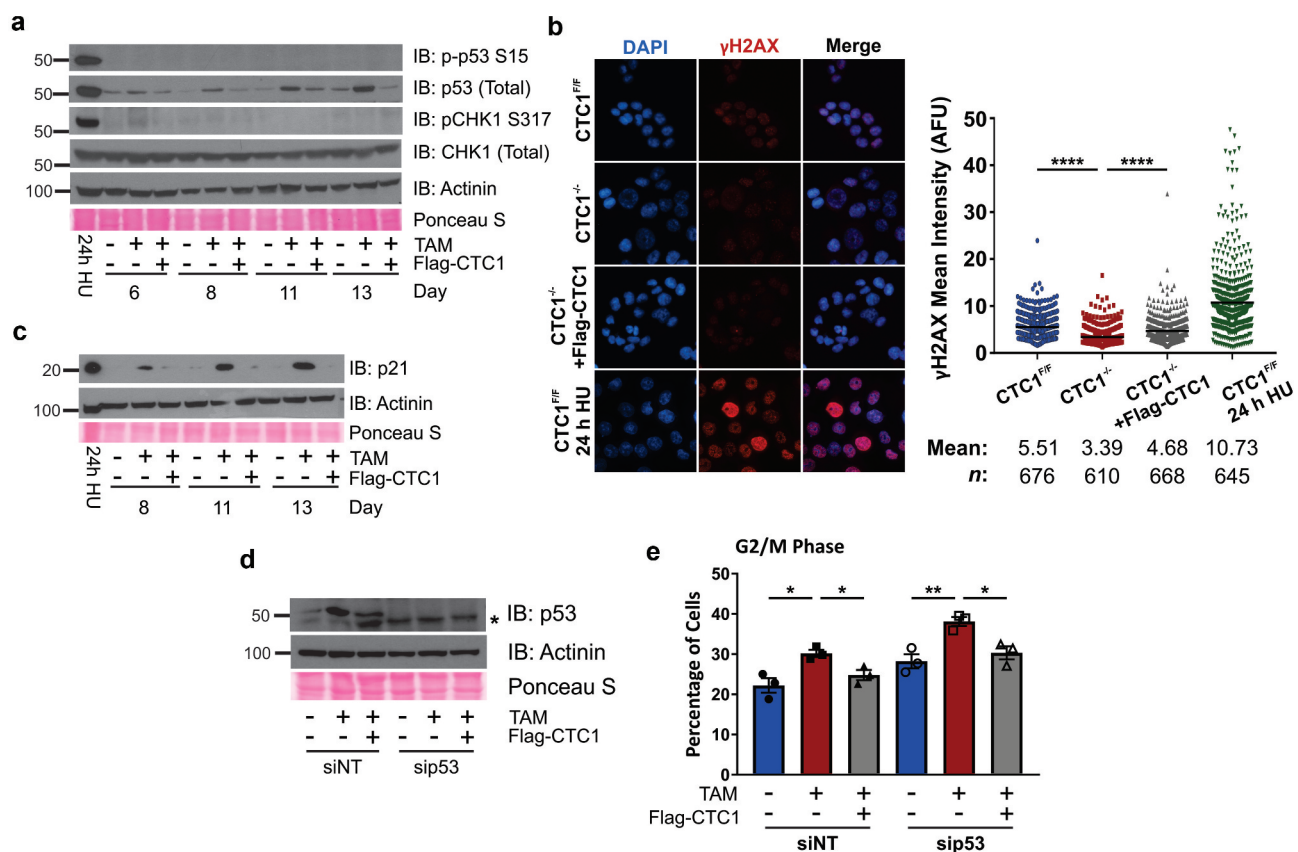 a
50 IB: p-p53 S15
50 IB: p53 (Total)
50 IB: pCHK1 S317
50 IB: CHK1 (Total)
100 IB: Actinin
Ponceau S
24h HU - + + - + + - + + - + + TAM
+ + + + Flag-CTC1
6 8 11 13 Day
b
DAPI γH2AX Merge
CTC1F/F
CTC1-/-
CTC1-/- +Flag-CTC1
CTC1F/F 24 h HU
γH2AX Mean Intensity (AFU)
50
40
30
20
10
0
**** ****
CTC1F/F CTC1-/- CTC1-/- +Flag-CTC1 CTC1F/F 24 h HU
Mean: 5.51 3.39 4.68 10.73
n: 676 610 668 645
c
20 IB: p21
100 IB: Actinin
Ponceau S
24h HU - + + - + + - + + TAM
+ + + Flag-CTC1
8 11 13 Day
d
50 * IB: p53
100 IB: Actinin
Ponceau S
- + + - + + TAM
+ + Flag-CTC1
siNT sip53
e
G2/M Phase
Percentage of Cells
50
40
30
20
10
0
* * ** *
TAM - + + - + +
Flag-CTC1 + +
siNT sip53